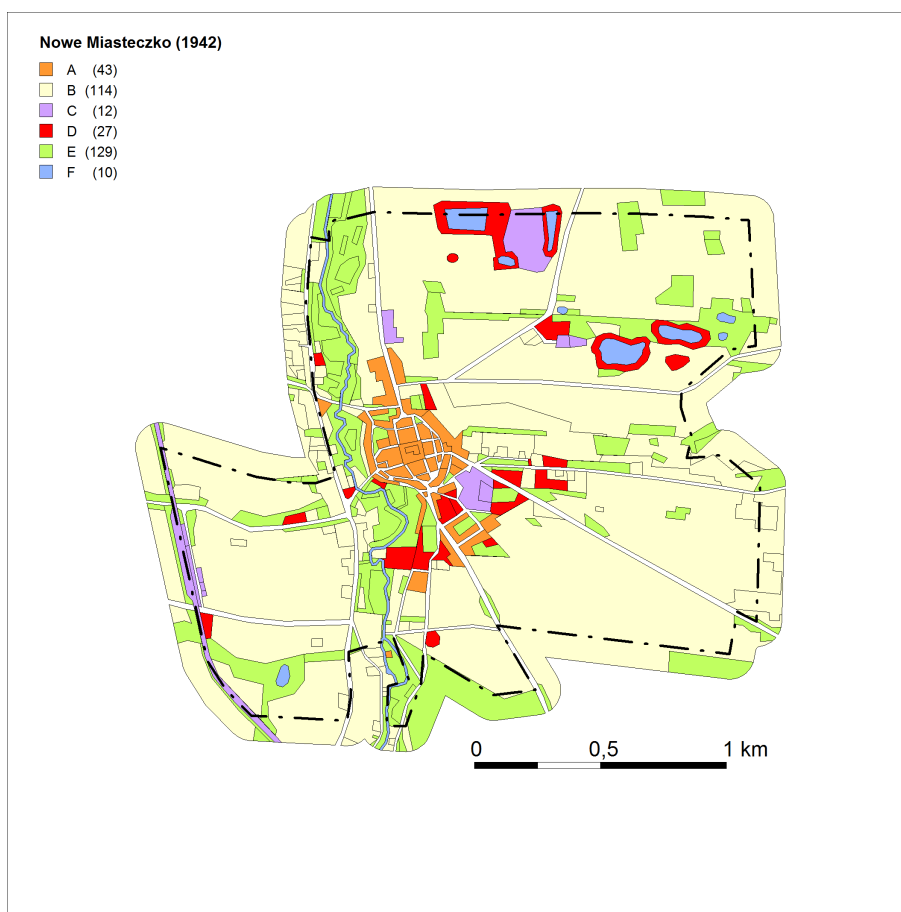 Nowe Miasteczko (1942)
A (43)
B (114)
C (12)
D (27)
E (129)
F (10)
0 0,5 1 km